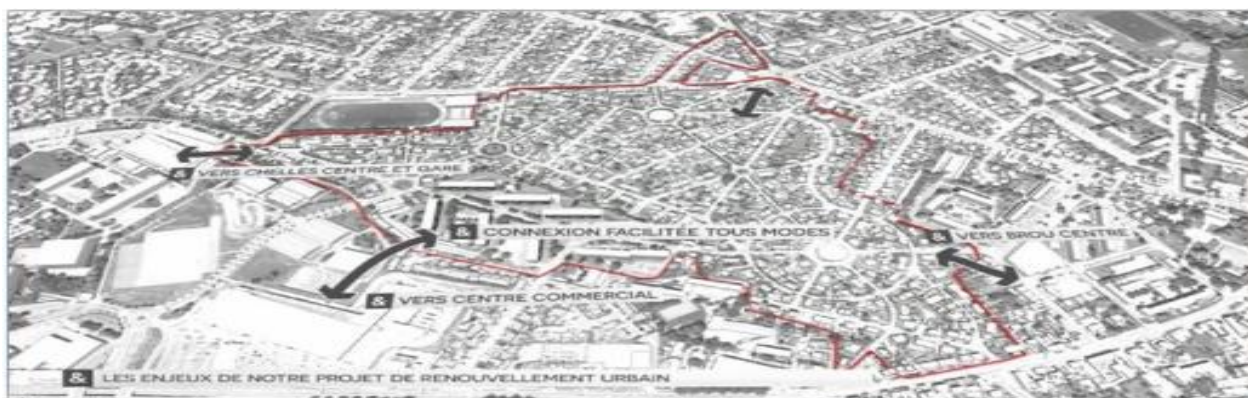 & VERS CHELLES CENTRE ET GARE
& CONNEXION FACILITÉE TOUS MODES
& VERS BROU CENTRE
& VERS CENTRE COMMERCIAL
& LES ENJEUX DE NOTRE PROJET DE RENOUVELLEMENT URBAIN